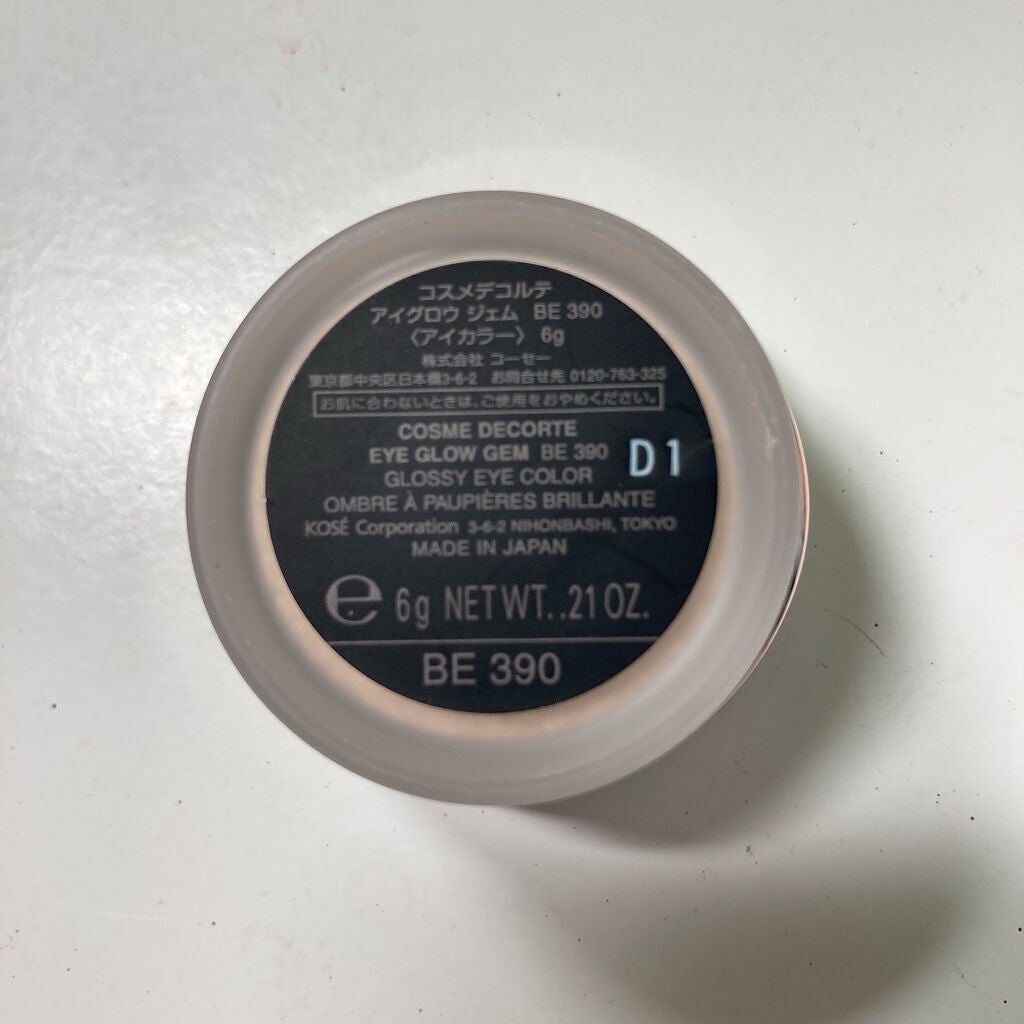 コスメデコルテ
アイグロウ ジェム BE 390
〈アイカラー〉 6g
株式会社 コーセー
東京都中央区日本橋3-6-2 お問合せ先 0120-763-325
お肌に合わないときは、ご使用をおやめください。
COSME DECORTE
EYE GLOW GEM BE 390
D1
GLOSSY EYE COLOR
OMBRE À PAUPIÈRES BRILLANTE
KOSÉ Corporation 3-6-2 NIHONBASHI, TOKYO
MADE IN JAPAN
e 6g NET WT..21 OZ.
BE 390